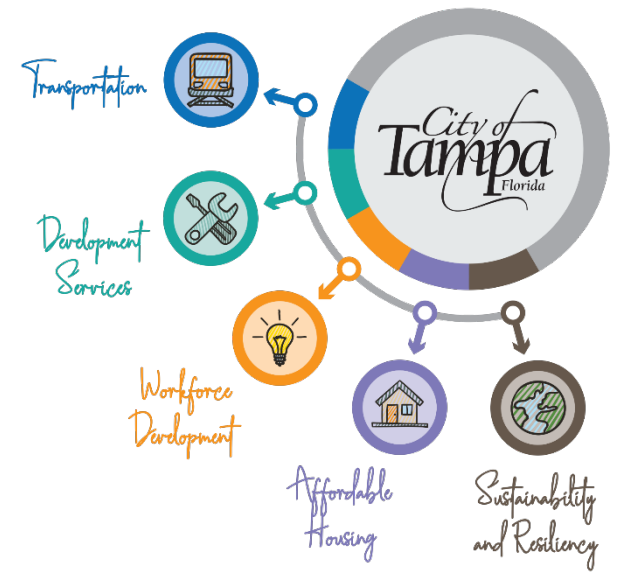 City of
Tampa
Florida
Transportation
Development
Services
Workforce
Development
Affordable
Housing
Sustainability
and Resiliency